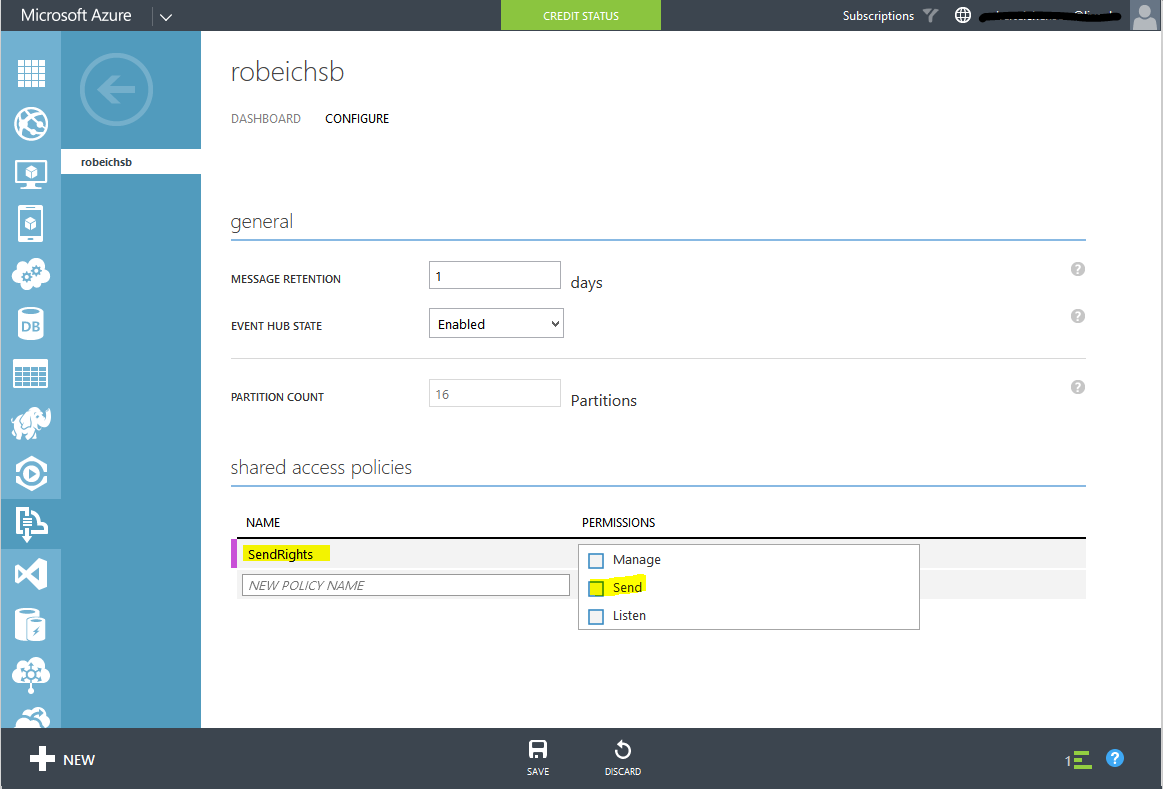 Microsoft Azure
CREDIT STATUS
Subscriptions
robeichsb
robeichsb
DASHBOARD CONFIGURE
general
MESSAGE RETENTION 1 days ?
EVENT HUB STATE Enabled ?
PARTITION COUNT 16 Partitions ?
shared access policies
NAME PERMISSIONS
SendRights
Manage
NEW POLICY NAME
Send
Listen
DB
NEW
SAVE
DISCARD
1
?